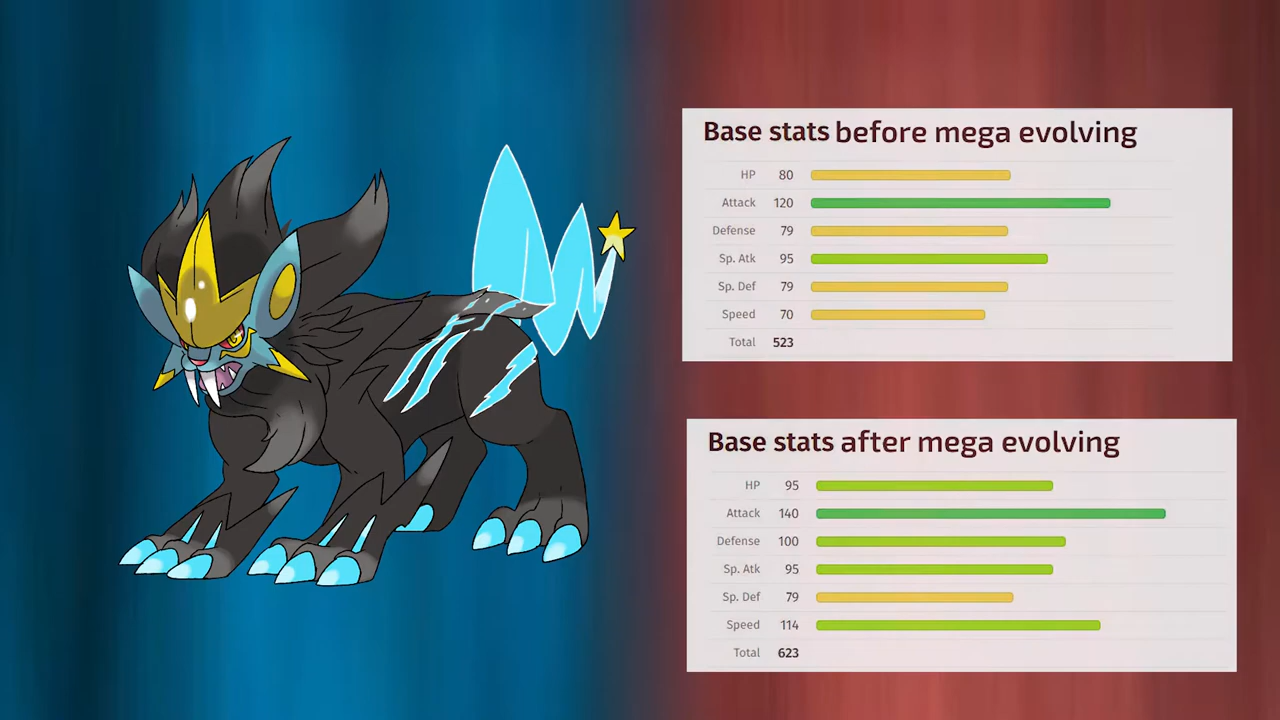 Base stats before mega evolving
HP 80
Attack 120
Defense 79
Sp. Atk 95
Sp. Def 79
Speed 70
Total 523
Base stats after mega evolving
HP 95
Attack 140
Defense 100
Sp. Atk 95
Sp. Def 79
Speed 114
Total 623